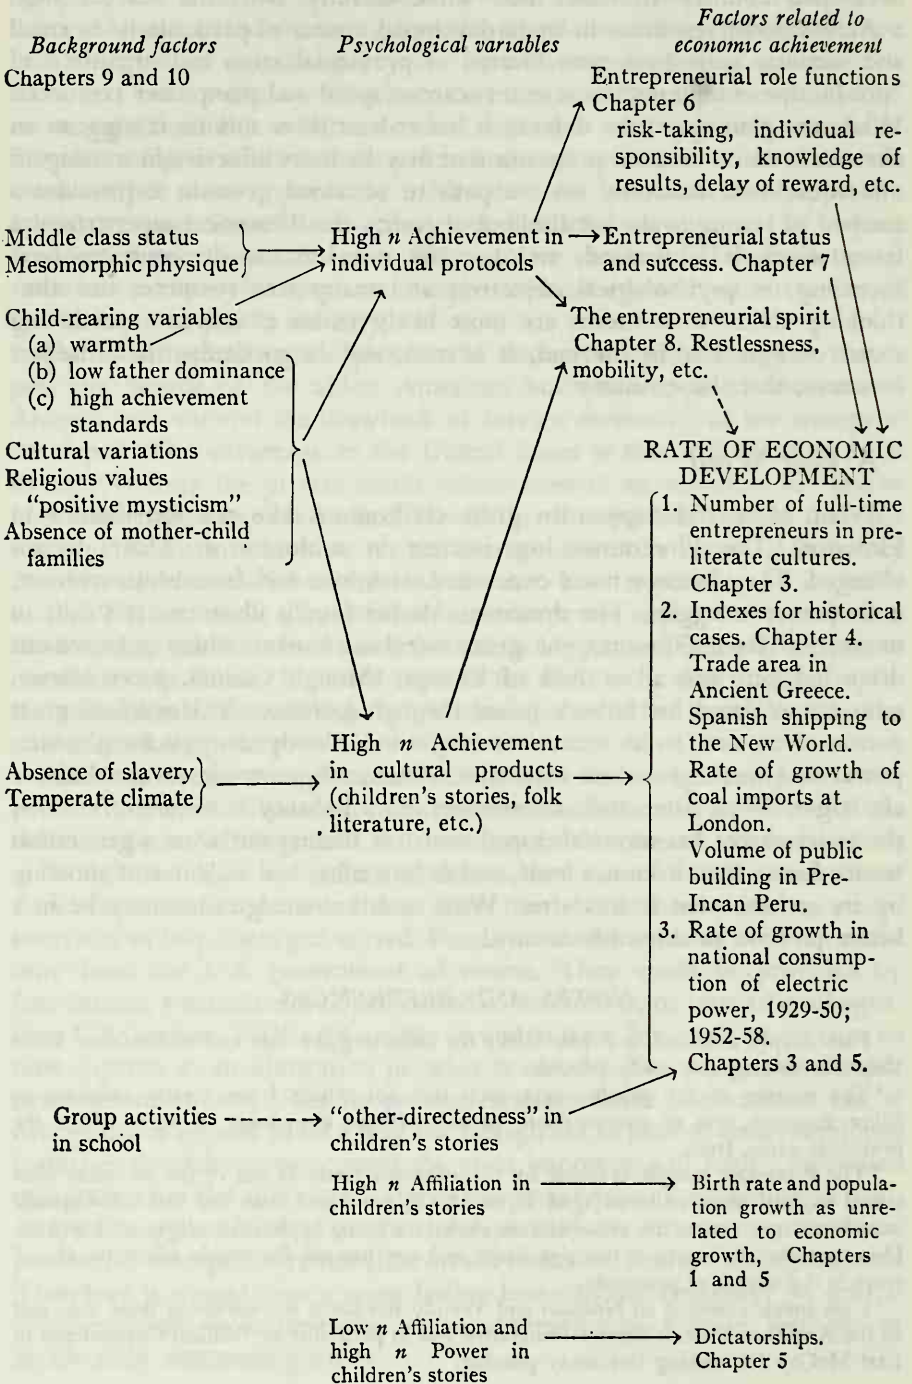 Background factors
Chapters 9 and 10
Middle class status
Mesomorphic physique
Child-rearing variables
(a) warmth
(b) low father dominance
(c) high achievement
standards
Cultural variations
Religious values
"positive mysticism"
Absence of mother-child
families
Absence of slavery
Temperate climate
Group activities
in school
Psychological variables
High n Achievement in
individual protocols
High n Achievement
in cultural products
(children's stories, folk
literature, etc.)
"other-directedness" in
children's stories
High n Affiliation in
children's stories
Low n Affiliation and
high n Power in
children's stories
Factors related to
economic achievement
Entrepreneurial role functions
Chapter 6
risk-taking, individual re-
sponsibility, knowledge of
results, delay of reward, etc.
Entrepreneurial status
and success. Chapter 7
The entrepreneurial spirit
Chapter 8. Restlessness,
mobility, etc.
RATE OF ECONOMIC
DEVELOPMENT
1. Number of full-time
entrepreneurs in pre-
literate cultures.
Chapter 3.
2. Indexes for historical
cases. Chapter 4.
Trade area in
Ancient Greece.
Spanish shipping to
the New World.
Rate of growth of
coal imports at
London.
Volume of public
building in Pre-
Incan Peru.
3. Rate of growth in
national consump-
tion of electric
power, 1929-50;
1952-58.
Chapters 3 and 5.
Birth rate and popula-
tion growth as unre-
lated to economic
growth, Chapters
1 and 5
Dictatorships.
Chapter 5